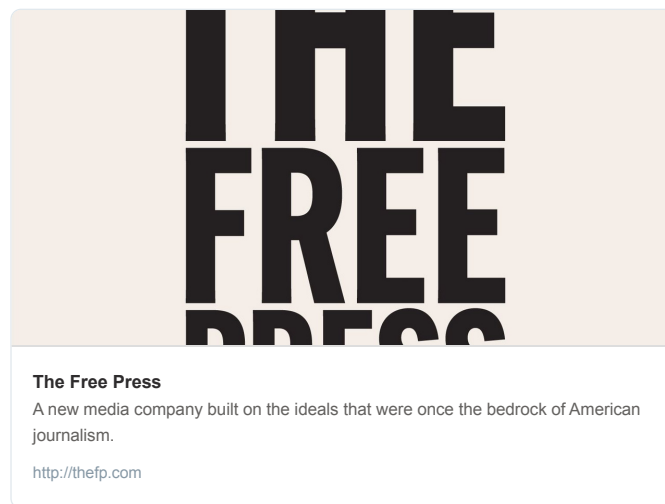 THE
FREE
PRESS
The Free Press
A new media company built on the ideals that were once the bedrock of American
journalism.
http://thefp.com